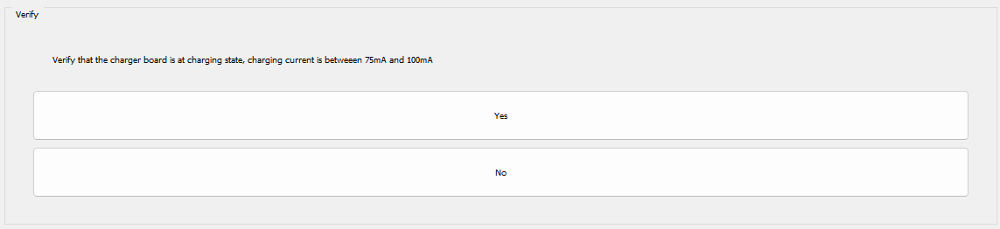 Verify
Verify that the charger board is at charging state, charging current is betweeen 75mA and 100mA
Yes
No